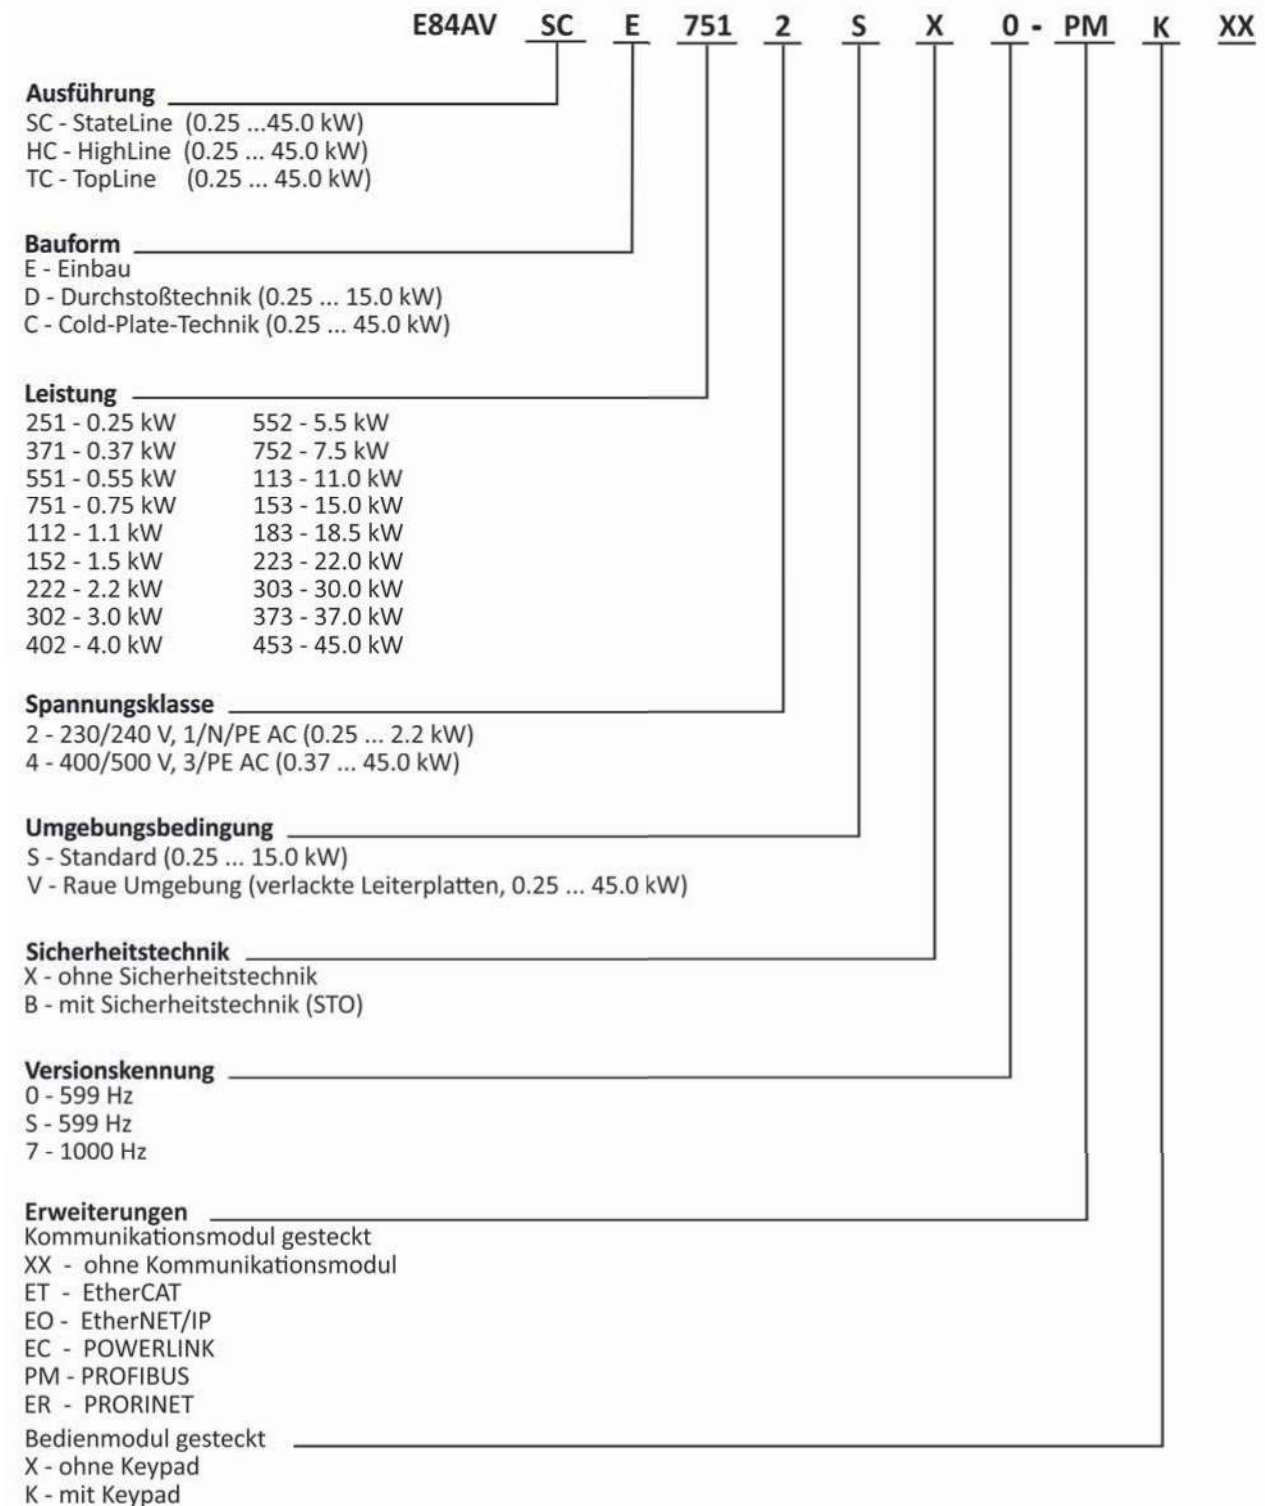 E84AV SC E 751 2 S X 0 - PM K XX
Ausführung
SC - StateLine (0.25 ...45.0 kW)
HC - HighLine (0.25 ... 45.0 kW)
TC - TopLine (0.25 ... 45.0 kW)
Bauform
E - Einbau
D - Durchstoßtechnik (0.25 ... 15.0 kW)
C - Cold-Plate-Technik (0.25 ... 45.0 kW)
Leistung
251 - 0.25 kW 552 - 5.5 kW
371 - 0.37 kW 752 - 7.5 kW
551 - 0.55 kW 113 - 11.0 kW
751 - 0.75 kW 153 - 15.0 kW
112 - 1.1 kW 183 - 18.5 kW
152 - 1.5 kW 223 - 22.0 kW
222 - 2.2 kW 303 - 30.0 kW
302 - 3.0 kW 373 - 37.0 kW
402 - 4.0 kW 453 - 45.0 kW
Spannungsklasse
2 - 230/240 V, 1/N/PE AC (0.25 ... 2.2 kW)
4 - 400/500 V, 3/PE AC (0.37 ... 45.0 kW)
Umgebungsbedingung
S - Standard (0.25 ... 15.0 kW)
V - Raue Umgebung (verlackte Leiterplatten, 0.25 ... 45.0 kW)
Sicherheitstechnik
X - ohne Sicherheitstechnik
B - mit Sicherheitstechnik (STO)
Versionskennung
0 - 599 Hz
S - 599 Hz
7 - 1000 Hz
Erweiterungen
Kommunikationsmodul gesteckt
XX - ohne Kommunikationsmodul
ET - EtherCAT
EO - EtherNET/IP
EC - POWERLINK
PM - PROFIBUS
ER - PRORINET
Bedienmodul gesteckt
X - ohne Keypad
K - mit Keypad